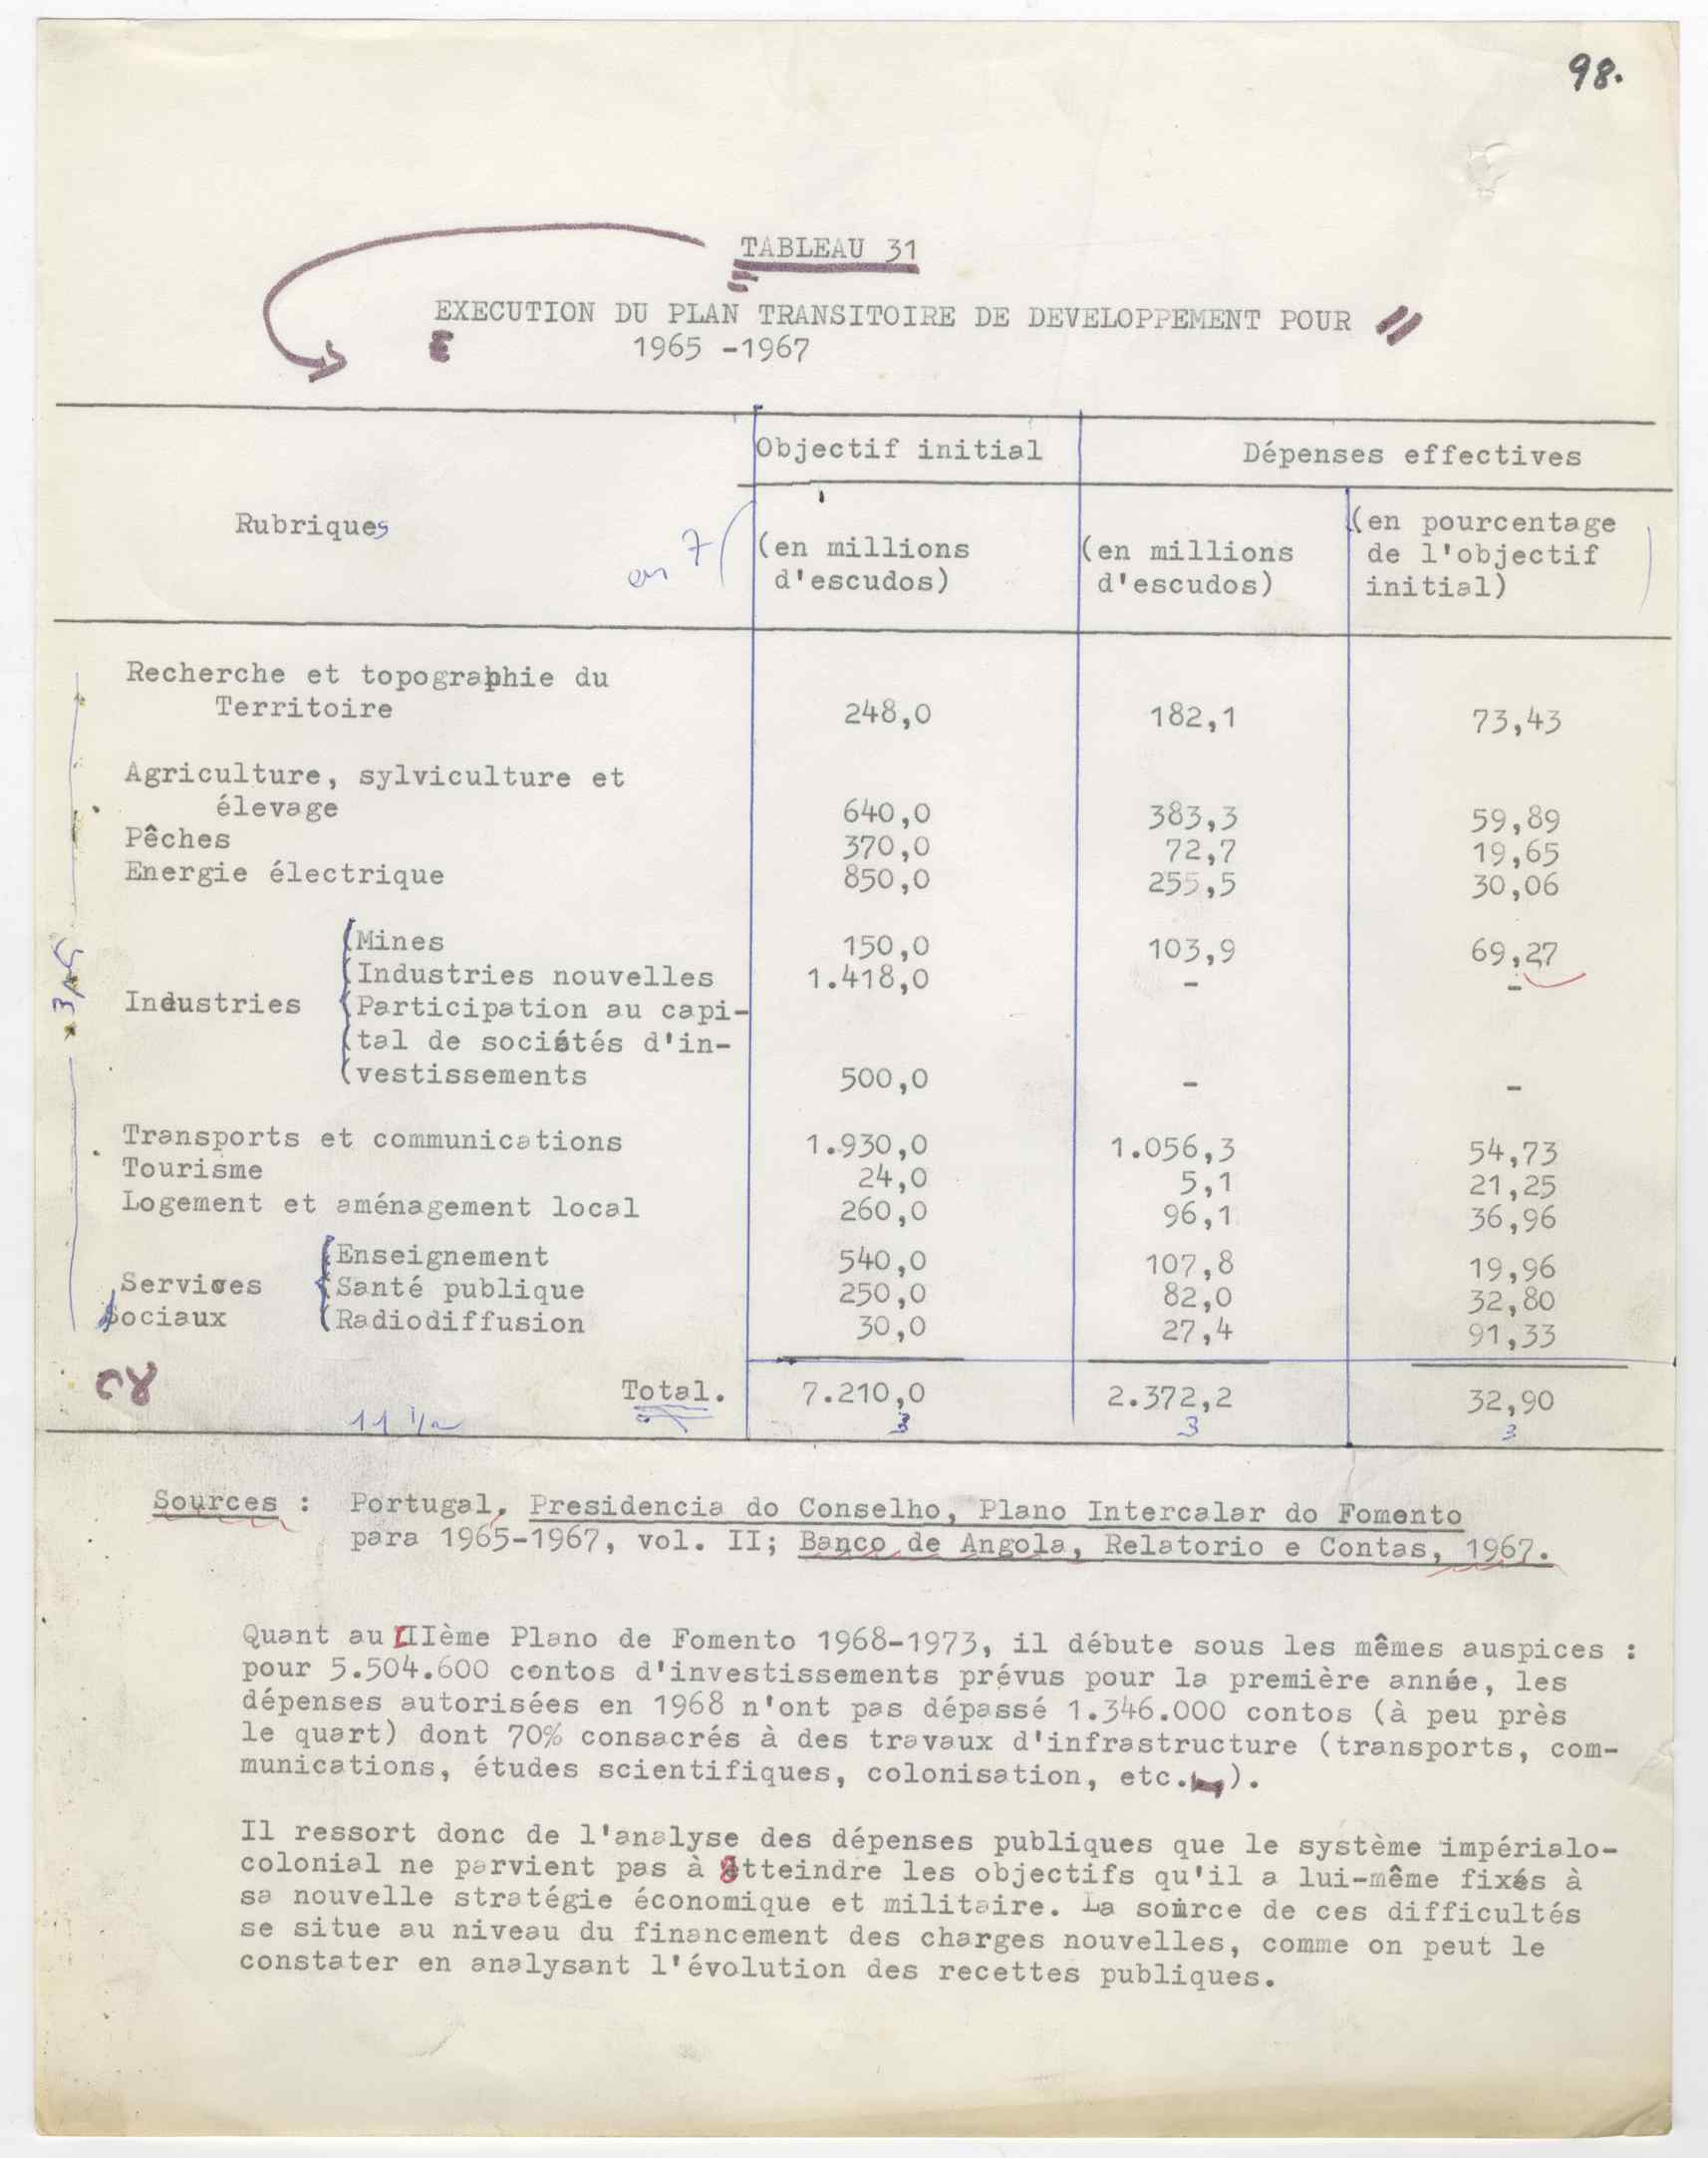 98.
TABLEAU 31
EXECUTION DU PLAN TRANSITOIRE DE DEVELOPPEMENT POUR
1965 -1967
Objectif initial Dépenses effectives
Rubriques
en 7
(en millions d'escudos) (en millions d'escudos) (en pourcentage de l'objectif initial)
Recherche et topographie du
Territoire 248,0 182,1 73,43
Agriculture, sylviculture et
élevage 640,0 383,3 59,89
Pêches 370,0 72,7 19,65
Energie électrique 850,0 255,5 30,06
(Mines 150,0 103,9 69,27
(Industries nouvelles 1.418,0 - -
Industries (Participation au capi-
(tal de sociétés d'in-
(vestissements 500,0 - -
Transports et communications 1.930,0 1.056,3 54,73
Tourisme 24,0 5,1 21,25
Logement et aménagement local 260,0 96,1 36,96
(Enseignement 540,0 107,8 19,96
Services (Santé publique 250,0 82,0 32,80
sociaux (Radiodiffusion 30,0 27,4 91,33
Total. 7.210,0 2.372,2 32,90
11 1/2 3 3 3
Sources : Portugal, Presidencia do Conselho, Plano Intercalar do Fomento
para 1965-1967, vol. II; Banco de Angola, Relatorio e Contas, 1967.
Quant au IIIème Plano de Fomento 1968-1973, il débute sous les mêmes auspices :
pour 5.504.600 contos d'investissements prévus pour la première année, les
dépenses autorisées en 1968 n'ont pas dépassé 1.346.000 contos (à peu près
le quart) dont 70% consacrés à des travaux d'infrastructure (transports, com-
munications, études scientifiques, colonisation, etc.).
Il ressort donc de l'analyse des dépenses publiques que le système impérialo-
colonial ne parvient pas à atteindre les objectifs qu'il a lui-même fixés à
sa nouvelle stratégie économique et militaire. La source de ces difficultés
se situe au niveau du financement des charges nouvelles, comme on peut le
constater en analysant l'évolution des recettes publiques.